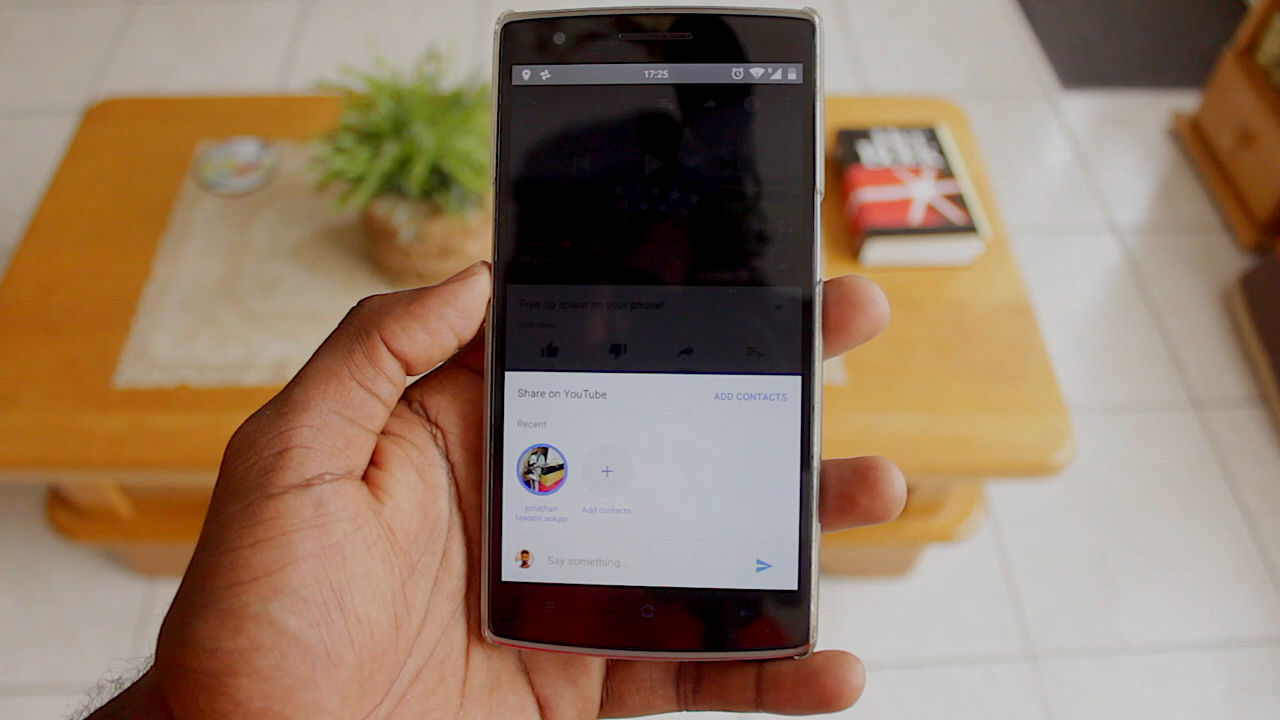 17:25
Free up space on your phone!
Share on YouTube
ADD CONTACTS
Recent
jonathan
lawson aokpo
Add contacts
Say something...